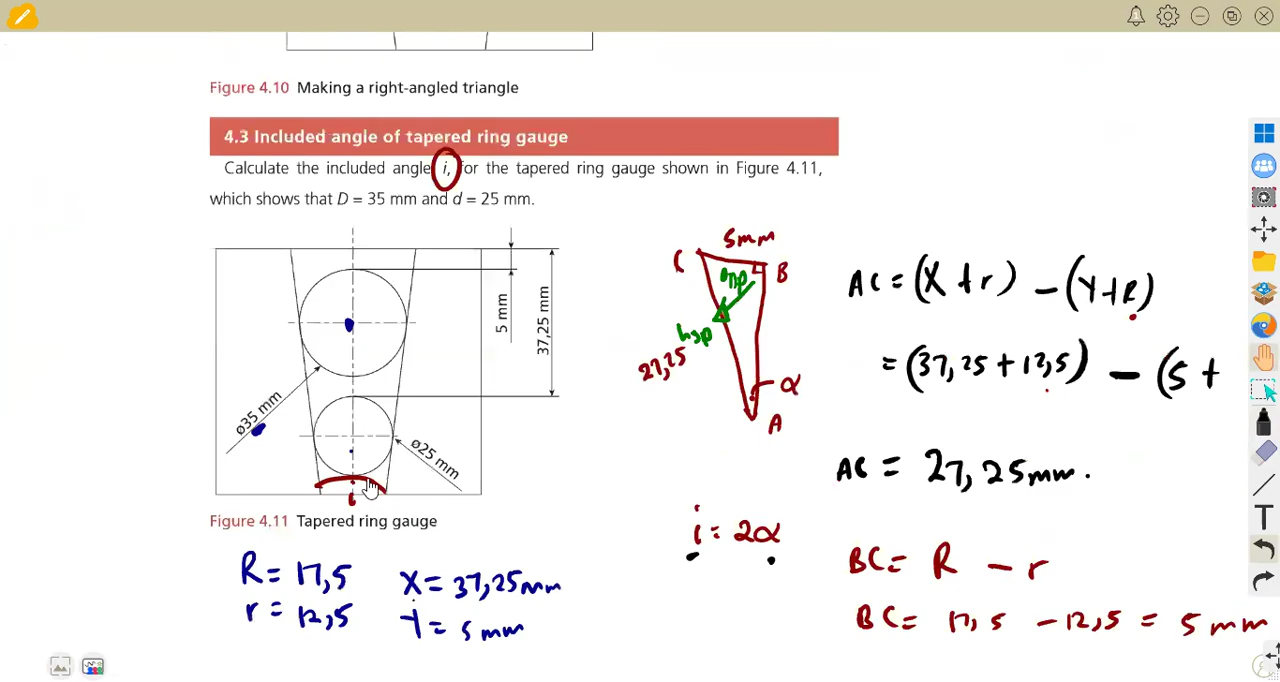 Figure 4.10 Making a right-angled triangle
4.3 Included angle of tapered ring gauge
Calculate the included angle i, for the tapered ring gauge shown in Figure 4.11,
which shows that D = 35 mm and d = 25 mm.
5 mm
37,25 mm
ø35 mm
ø25 mm
i
Figure 4.11 Tapered ring gauge
R = 17,5
r = 12,5
X = 37,25mm
Y = 5mm
5mm
C
B
opp
hyp
27,25
α
A
i = 2α
AC = (X + r) - (Y + R)
= (37,25 + 12,5) - (5 +
AC = 27,25mm.
BC = R - r
BC = 17,5 - 12,5 = 5mm
T